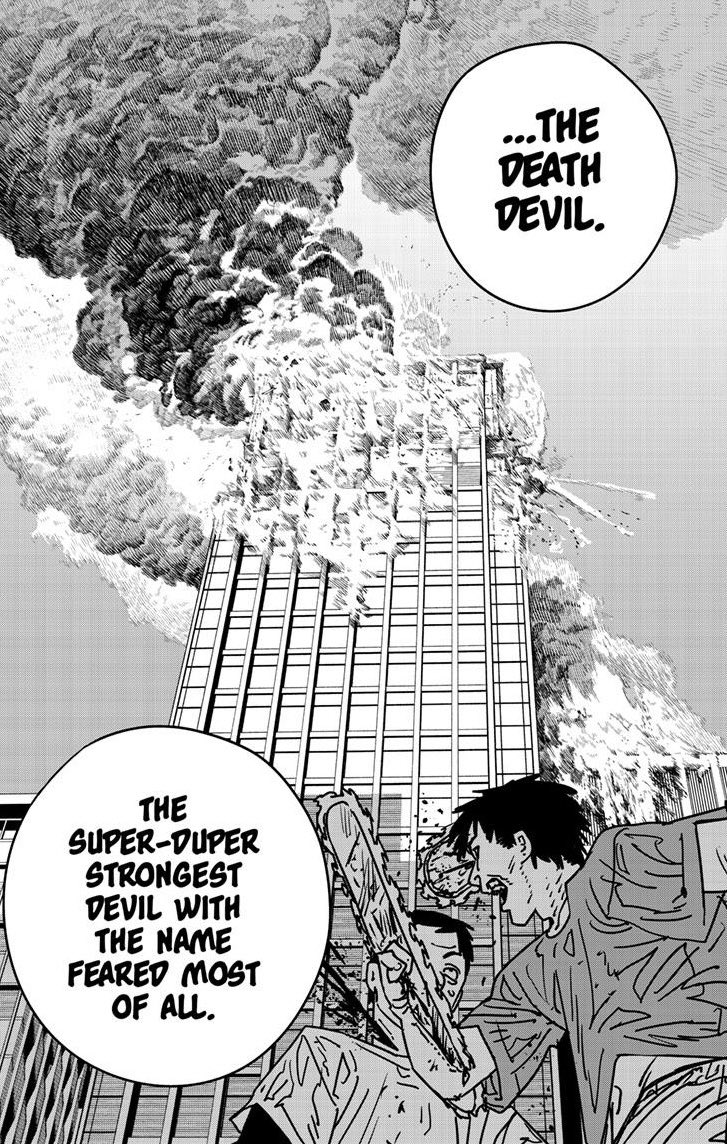 ...THE
DEATH
DEVIL.
THE
SUPER-DUPER
STRONGEST
DEVIL WITH
THE NAME
FEARED MOST
OF ALL.